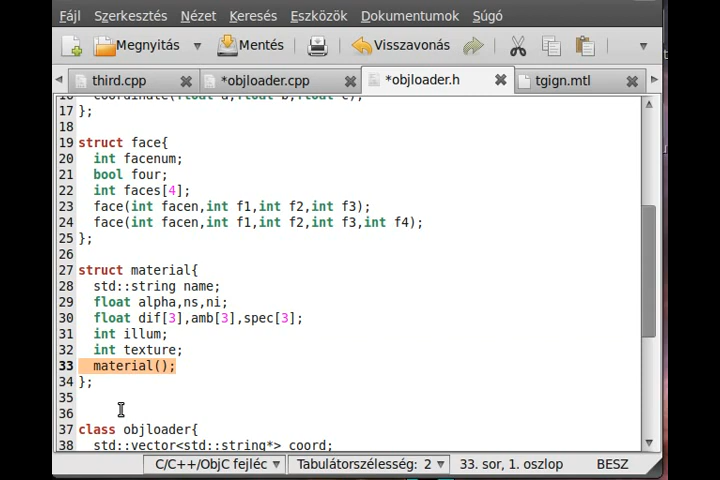 Fájl Szerkesztés Nézet Keresés Eszközök Dokumentumok Súgó
Megnyitás Mentés Visszavonás
third.cpp *objloader.cpp *objloader.h tgign.mtl
16 coordinate(float a,float b,float c);
17 };
18
19 struct face{
20 int facenum;
21 bool four;
22 int faces[4];
23 face(int facen,int f1,int f2,int f3);
24 face(int facen,int f1,int f2,int f3,int f4);
25 };
26
27 struct material{
28 std::string name;
29 float alpha,ns,ni;
30 float dif[3],amb[3],spec[3];
31 int illum;
32 int texture;
33 material();
34 };
35
36
37 class objloader{
38 std::vector<std::string*> coord;
C/C++/ObjC fejléc Tabulátorszélesség: 2 33. sor, 1. oszlop BESZ